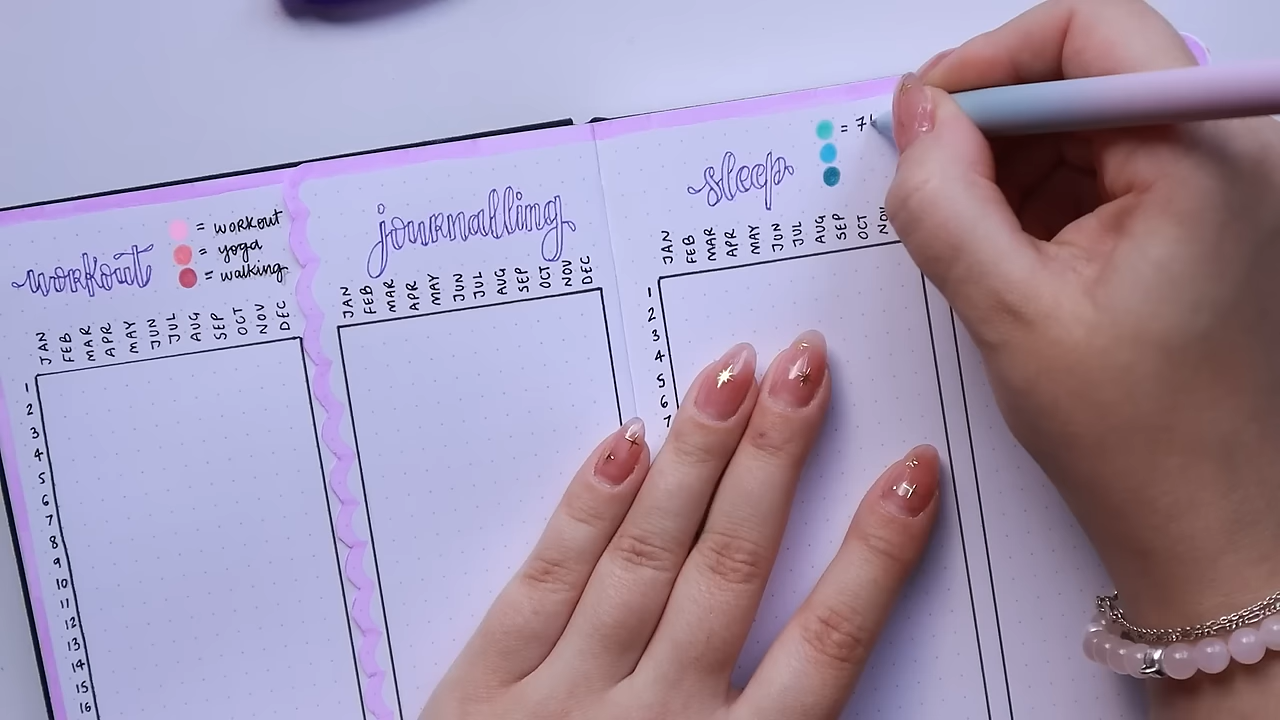 workout
= workout
= yoga
= walking
JAN FEB MAR APR MAY JUN JUL AUG SEP OCT NOV DEC
1
2
3
4
5
6
7
8
9
10
11
12
13
14
15
16
journalling
JAN FEB MAR APR MAY JUN JUL AUG SEP OCT NOV DEC
sleep
= 7
JAN FEB MAR APR MAY JUN JUL AUG SEP OCT NOV
1
2
3
4
5
6
7